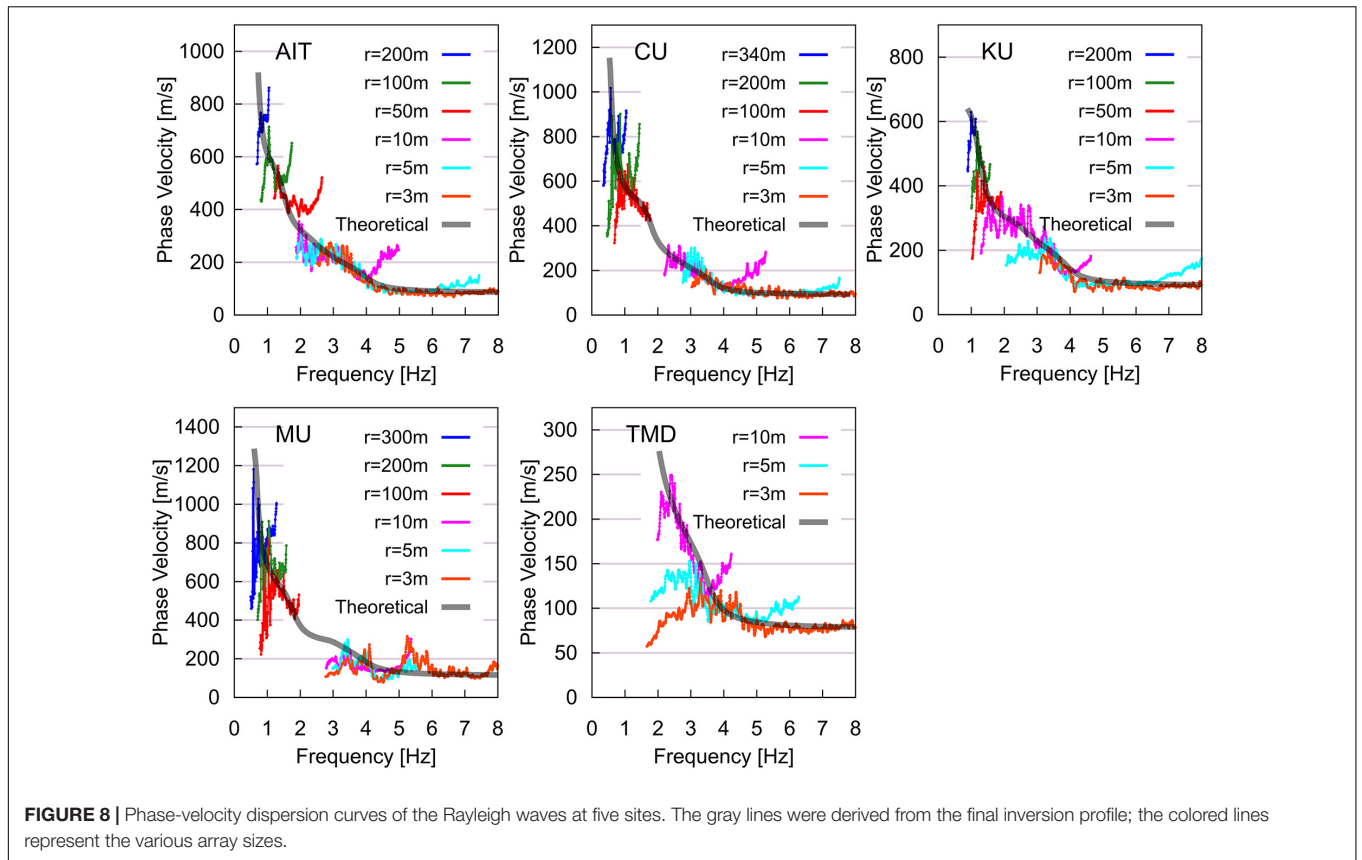 AIT
Phase Velocity [m/s]
1000
800
600
400
200
0
r=200m
r=100m
r=50m
r=10m
r=5m
r=3m
Theoretical
0 1 2 3 4 5 6 7 8
Frequency [Hz]
CU
Phase Velocity [m/s]
1200
1000
800
600
400
200
0
r=340m
r=200m
r=100m
r=10m
r=5m
r=3m
Theoretical
0 1 2 3 4 5 6 7 8
Frequency [Hz]
KU
Phase Velocity [m/s]
800
600
400
200
0
r=200m
r=100m
r=50m
r=10m
r=5m
r=3m
Theoretical
0 1 2 3 4 5 6 7 8
Frequency [Hz]
MU
Phase Velocity [m/s]
1400
1200
1000
800
600
400
200
0
r=300m
r=200m
r=100m
r=10m
r=5m
r=3m
Theoretical
0 1 2 3 4 5 6 7 8
Frequency [Hz]
TMD
Phase Velocity [m/s]
300
250
200
150
100
50
0
r=10m
r=5m
r=3m
Theoretical
0 1 2 3 4 5 6 7 8
Frequency [Hz]
FIGURE 8 | Phase-velocity dispersion curves of the Rayleigh waves at five sites. The gray lines were derived from the final inversion profile; the colored lines
represent the various array sizes.